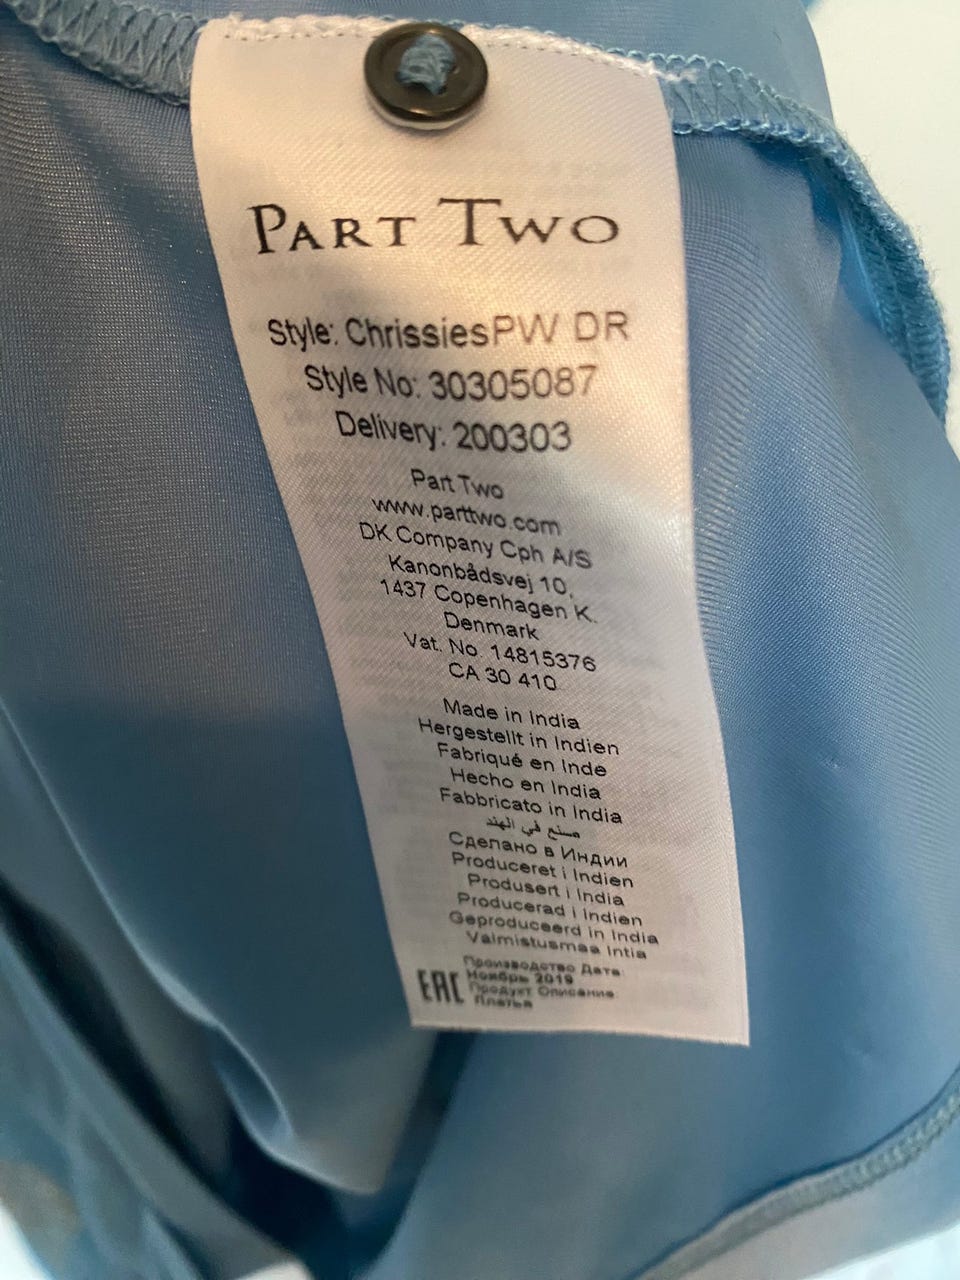 PART TWO
Style: ChrissiesPW DR
Style No: 30305087
Delivery: 200303
Part Two
www.parttwo.com
DK Company Cph A/S
Kanonbådsvej 10,
1437 Copenhagen K.
Denmark
Vat. No. 14815376
CA 30 410
Made in India
Hergestellt in Indien
Fabriqué en Inde
Hecho en India
Fabbricato in India
صنع في الهند
Сделано в Индии
Produceret i Indien
Produsert i India
Producerad i Indien
Geproduceerd in India
Valmistusmaa Intia
Производство Дата:
Ноябрь 2019
EAC Продукт Описание:
Платья